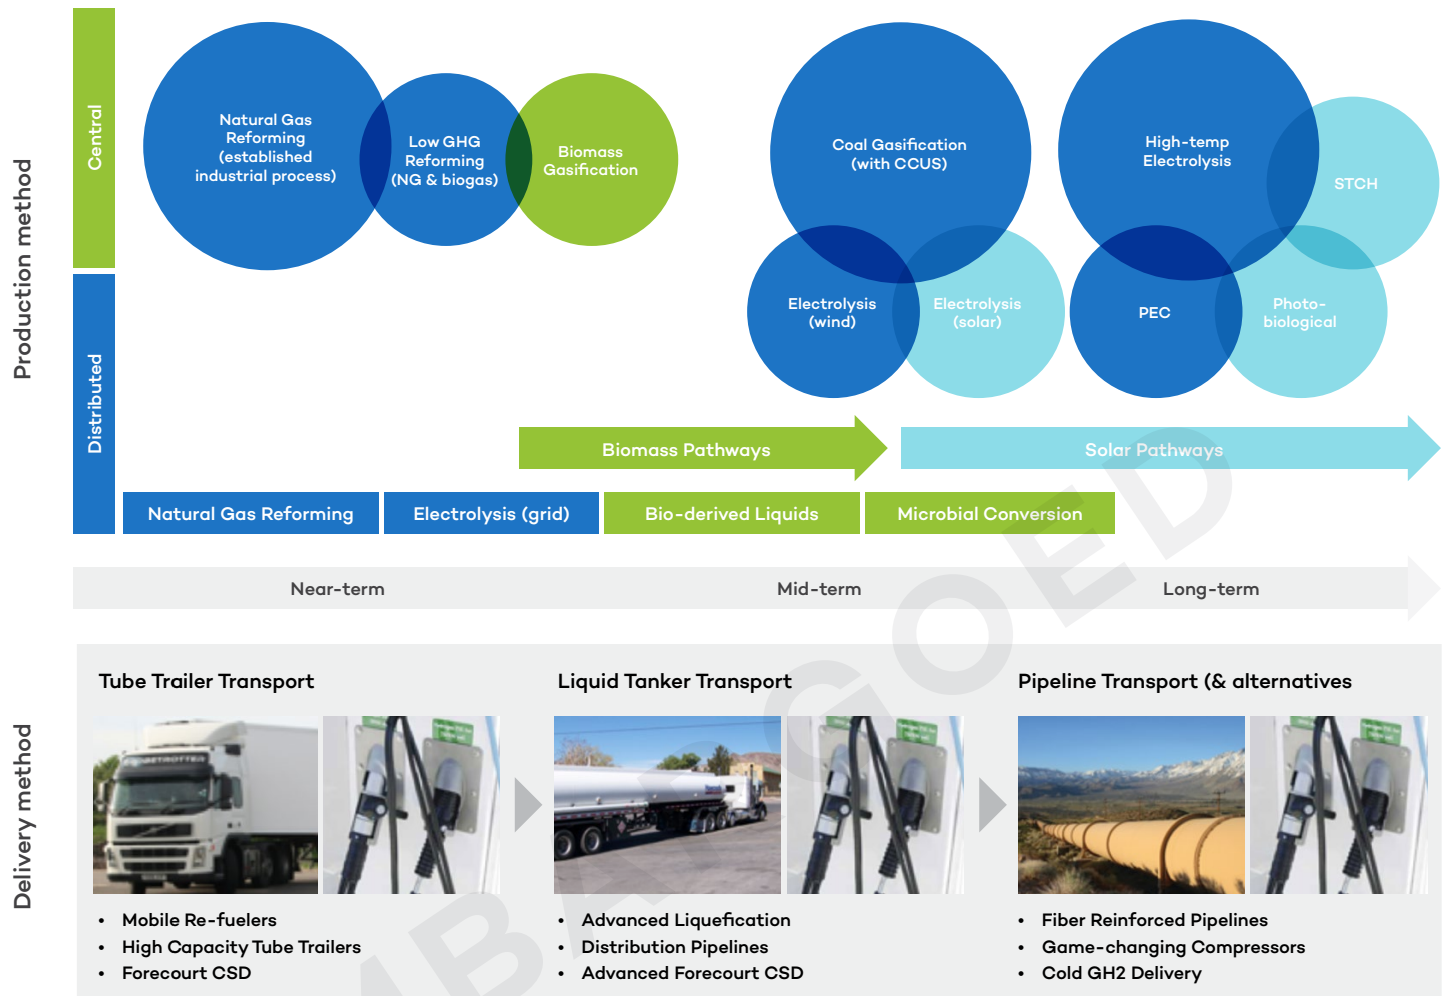 Production method
Central
Distributed
Natural Gas
Reforming
(established
industrial process)
Low GHG
Reforming
(NG & biogas)
Biomass
Gasification
Coal Gasification
(with CCUS)
High-temp
Electrolysis
STCH
Electrolysis
(wind)
Electrolysis
(solar)
PEC
Photo-
biological
Biomass Pathways
Solar Pathways
Natural Gas Reforming
Electrolysis (grid)
Bio-derived Liquids
Microbial Conversion
Near-term
Mid-term
Long-term
Delivery method
Tube Trailer Transport
Liquid Tanker Transport
Pipeline Transport (& alternatives
• Mobile Re-fuelers
• High Capacity Tube Trailers
• Forecourt CSD
• Advanced Liquefication
• Distribution Pipelines
• Advanced Forecourt CSD
• Fiber Reinforced Pipelines
• Game-changing Compressors
• Cold GH2 Delivery
MBARGOED